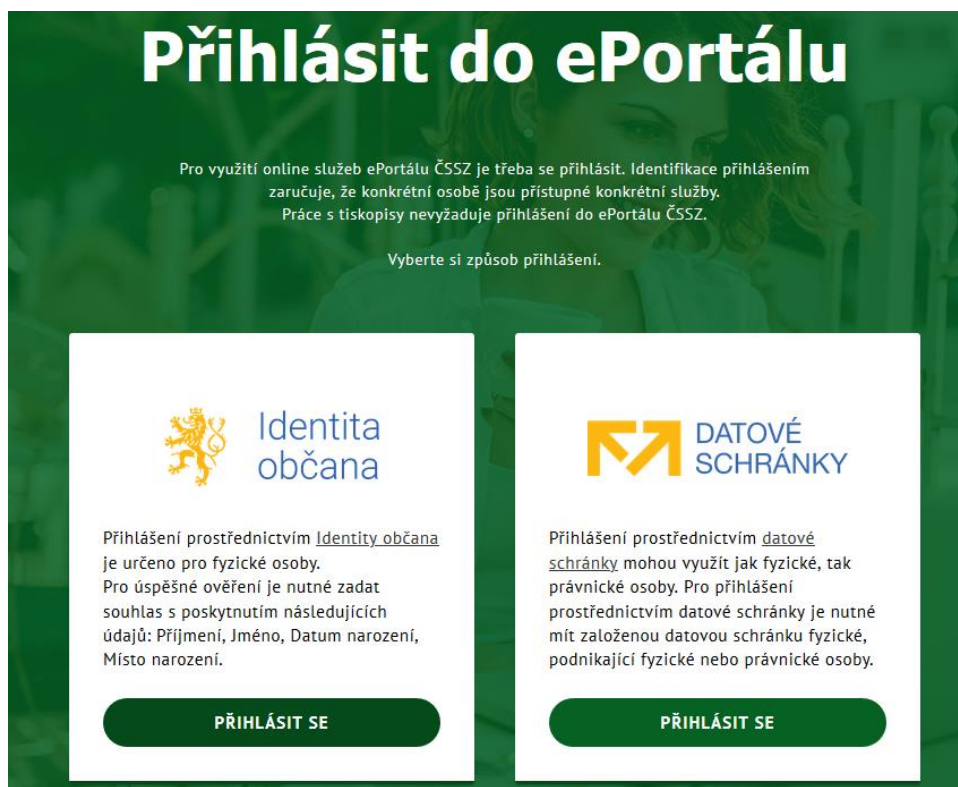 Přihlásit do ePortálu
Pro využití online služeb ePortálu ČSSZ je třeba se přihlásit. Identifikace přihlášením
zaručuje, že konkrétní osobě jsou přístupné konkrétní služby.
Práce s tiskopisy nevyžaduje přihlášení do ePortálu ČSSZ.
Vyberte si způsob přihlášení.
Identita
občana
Přihlášení prostřednictvím Identity občana
je určeno pro fyzické osoby.
Pro úspěšné ověření je nutné zadat
souhlas s poskytnutím následujících
údajů: Příjmení, Jméno, Datum narození,
Místo narození.
PŘIHLÁSIT SE
DATOVÉ
SCHRÁNKY
Přihlášení prostřednictvím datové
schránky mohou využít jak fyzické, tak
právnické osoby. Pro přihlášení
prostřednictvím datové schránky je nutné
mít založenou datovou schránku fyzické,
podnikající fyzické nebo právnické osoby.
PŘIHLÁSIT SE